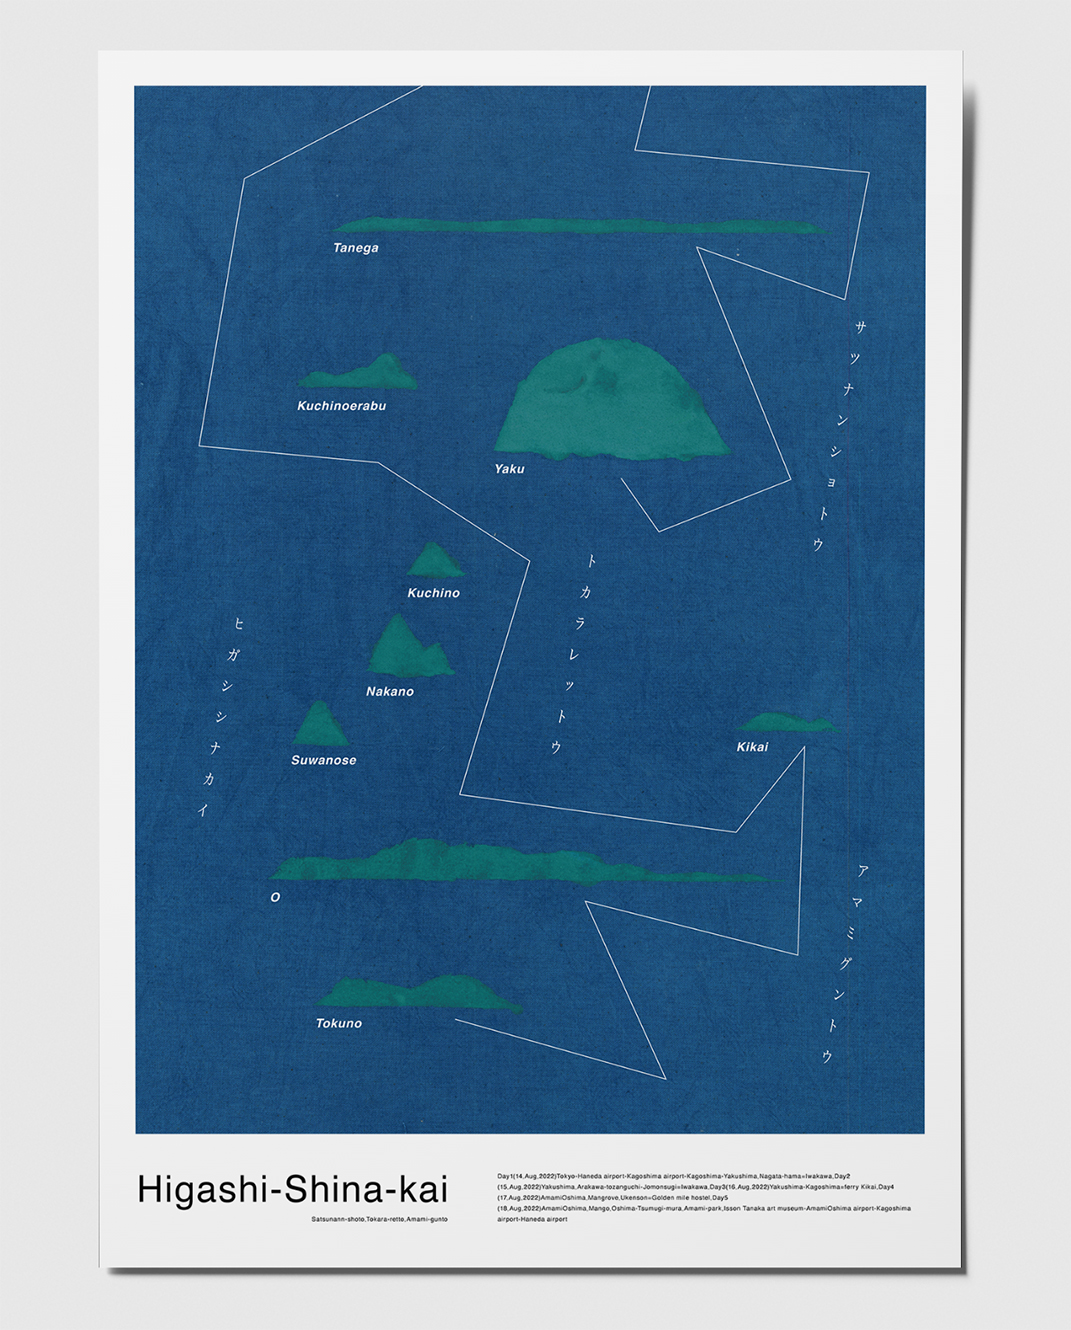 Tanega
サツナンショトウ
Kuchinoerabu
Yaku
トカラレットウ
Kuchino
ヒガシシナカイ
Nakano
Suwanose
Kikai
O
アマミグントウ
Tokuno
Higashi-Shina-kai
Satsunann-shoto,Tokara-retto,Amami-gunto
Day1(14,Aug,2022)Tokyo-Haneda airport-Kagoshima airport-Kagoshima-Yakushima,Nagata-hama=Iwakawa,Day2
(15,Aug,2022)Yakushima,Arakawa-tozanguchi-Jomonsugi=Iwakawa,Day3(16,Aug,2022)Yakushima-Kagoshima=ferry Kikai,Day4
(17,Aug,2022)AmamiOshima,Mangrove,Ukenson=Golden mile hostel,Day5
(18,Aug,2022)AmamiOshima,Mango,Oshima-Tsumugi-mura,Amami-park,Isson Tanaka art museum-AmamiOshima airport-Kagoshima
airport-Haneda airport